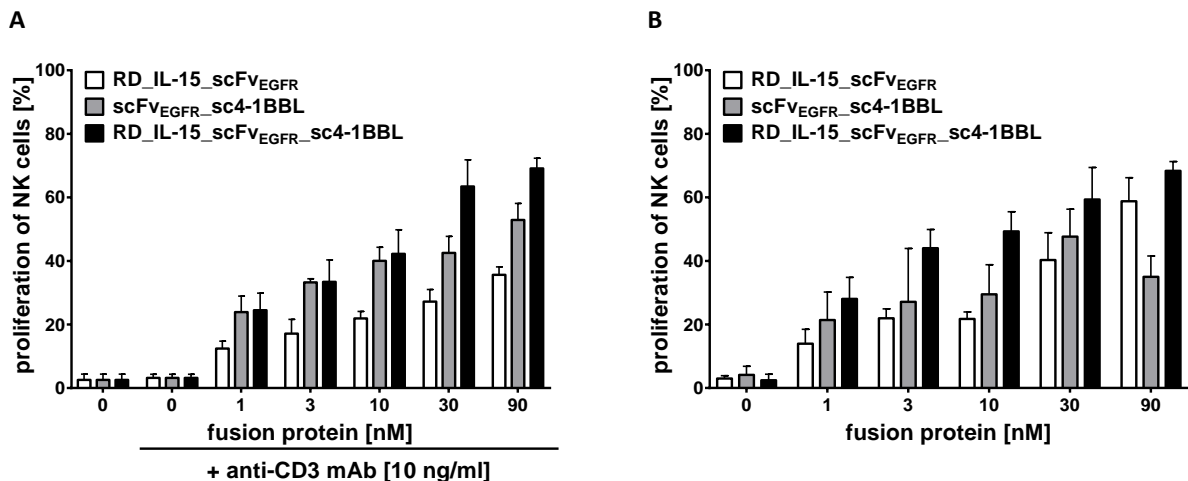 A
proliferation of NK cells [%]
100
80
60
40
20
0
RD_IL-15_scFvEGFR
scFvEGFR_sc4-1BBL
RD_IL-15_scFvEGFR_sc4-1BBL
0 0 1 3 10 30 90
fusion protein [nM]
+ anti-CD3 mAb [10 ng/ml]
B
proliferation of NK cells [%]
100
80
60
40
20
0
RD_IL-15_scFvEGFR
scFvEGFR_sc4-1BBL
RD_IL-15_scFvEGFR_sc4-1BBL
0 1 3 10 30 90
fusion protein [nM]